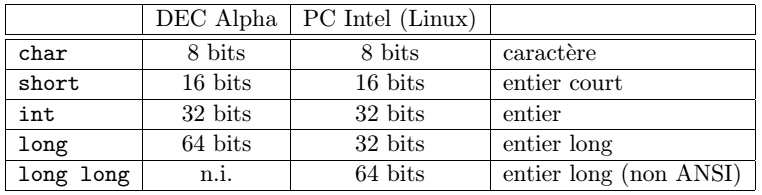 DEC Alpha PC Intel (Linux)
char 8 bits 8 bits caractère
short 16 bits 16 bits entier court
int 32 bits 32 bits entier
long 64 bits 32 bits entier long
long long n.i. 64 bits entier long (non ANSI)